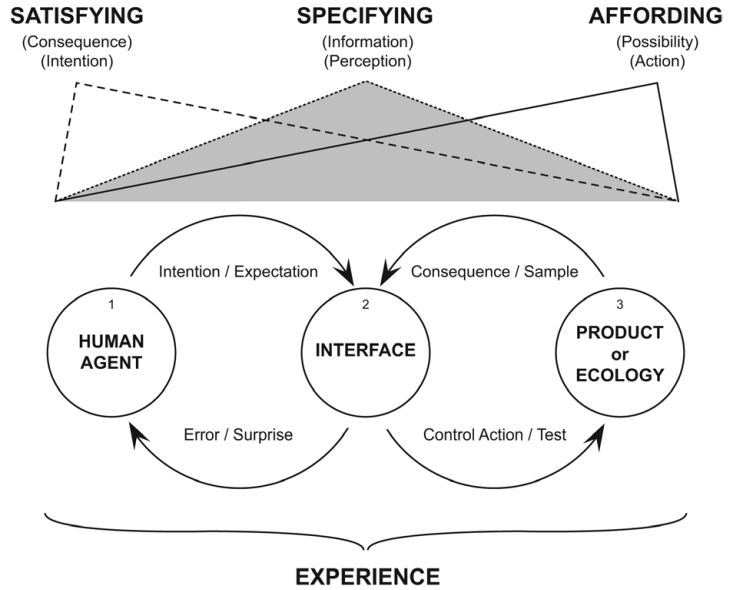 SATISFYING
(Consequence)
(Intention)
SPECIFYING
(Information)
(Perception)
AFFORDING
(Possibility)
(Action)
Intention / Expectation
Consequence / Sample
1
HUMAN
AGENT
2
INTERFACE
3
PRODUCT
or
ECOLOGY
Error / Surprise
Control Action / Test
EXPERIENCE